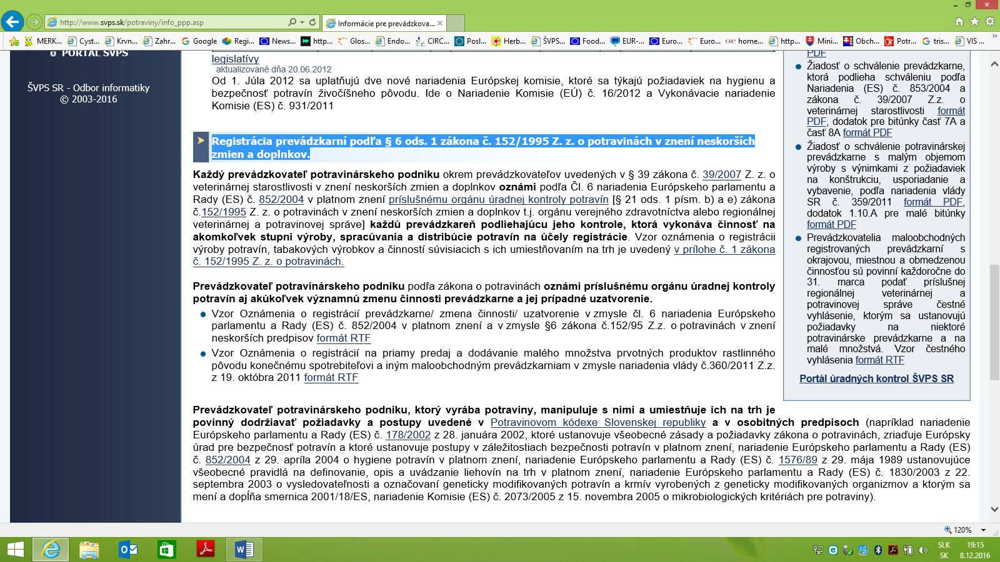 http://www.svps.sk/potraviny/info_ppp.asp
Informácie pre prevádzkova...
MERK...
Cyst...
Krvn...
Zahr...
Google
Regi...
News...
http...
Glos...
Endo...
CIRC...
Posl...
Herb...
ŠVPS...
Food...
EUR-...
Euro...
Euro...
home...
http...
Mini...
Obch...
Potr...
tris...
VIS ...
PORTÁL ŠVPS
ŠVPS SR - Odbor informatiky
© 2003-2016
legislatívy
aktualizované dňa 20.06.2012
Od 1. Júla 2012 sa uplatňujú dve nové nariadenia Európskej komisie, ktoré sa týkajú požiadaviek na hygienu a
bezpečnosť potravín živočíšneho pôvodu. Ide o Nariadenie Komisie (EÚ) č. 16/2012 a Vykonávacie nariadenie
Komisie (ES) č. 931/2011
Registrácia prevádzkarní podľa § 6 ods. 1 zákona č. 152/1995 Z. z. o potravinách v znení neskorších
zmien a doplnkov.
Každý prevádzkovateľ potravinárskeho podniku okrem prevádzkovateľov uvedených v § 39 zákona č. 39/2007 Z. z. o
veterinárnej starostlivosti v znení neskorších zmien a doplnkov oznámi podľa Čl. 6 nariadenia Európskeho parlamentu a
Rady (ES) č. 852/2004 v platnom znení príslušnému orgánu úradnej kontroly potravín [§ 21 ods. 1 písm. b) a e) zákona
č.152/1995 Z. z. o potravinách v znení neskorších zmien a doplnkov t.j. orgánu verejného zdravotníctva alebo regionálnej
veterinárnej a potravinovej správe] každú prevádzkareň podliehajúcu jeho kontrole, ktorá vykonáva činnosť na
akomkoľvek stupni výroby, spracúvania a distribúcie potravín na účely registrácie. Vzor oznámenia o registrácii
výroby potravín, tabakových výrobkov a činností súvisiacich s ich umiestňovaním na trh je uvedený v prílohe č. 1 zákona
č. 152/1995 Z. z. o potravinách.
Prevádzkovateľ potravinárskeho podniku podľa zákona o potravinách oznámi príslušnému orgánu úradnej kontroly
potravín aj akúkoľvek významnú zmenu činnosti prevádzkarne a jej prípadné uzatvorenie.
Vzor Oznámenia o registrácií prevádzkarne/ zmena činnosti/ uzatvorenie v zmysle čl. 6 nariadenia Európskeho
parlamentu a Rady (ES) č. 852/2004 v platnom znení a v zmysle §6 zákona č.152/95 Z.z. o potravinách v znení
neskorších predpisov formát RTF
Vzor Oznámenia o registrácií na priamy predaj a dodávanie malého množstva prvotných produktov rastlinného
pôvodu konečnému spotrebiteľovi a iným maloobchodným prevádzkarniam v zmysle nariadenia vlády č.360/2011 Z.z.
z 19. októbra 2011 formát RTF
Prevádzkovateľ potravinárskeho podniku, ktorý vyrába potraviny, manipuluje s nimi a umiestňuje ich na trh je
povinný dodržiavať požiadavky a postupy uvedené v Potravinovom kódexe Slovenskej republiky a v osobitných predpisoch (napríklad nariadenie
Európskeho parlamentu a Rady (ES) č. 178/2002 z 28. januára 2002, ktoré ustanovuje všeobecné zásady a požiadavky zákona o potravinách, zriaďuje Európsky
úrad pre bezpečnosť potravín a ktoré ustanovuje postupy v záležitostiach bezpečnosti potravín v platnom znení, nariadenie Európskeho parlamentu a Rady (ES)
č. 852/2004 z 29. apríla 2004 o hygiene potravín v platnom znení, nariadenie Európskeho parlamentu a Rady (ES) č. 1576/89 z 29. mája 1989 ustanovujúce
všeobecné pravidlá na definovanie, opis a uvádzanie liehovín na trh v platnom znení, nariadenie Európskeho parlamentu a Rady (ES) č. 1830/2003 z 22.
septembra 2003 o vysledovateľnosti a označovaní geneticky modifikovaných potravín a krmív vyrobených z geneticky modifikovaných organizmov a ktorým sa
mení a dopĺňa smernica 2001/18/ES, nariadenie Komisie (ES) č. 2073/2005 z 15. novembra 2005 o mikrobiologických kritériách pre potraviny).
PDF
Žiadosť o schválenie prevádzkarne,
ktorá podlieha schváleniu podľa
Nariadenia (ES) č. 853/2004 a
zákona č. 39/2007 Z.z. o
veterinárnej starostlivosti formát
PDF, dodatok pre bitúnky časť 7A a
časť 8A formát PDF
Žiadosť o schválenie potravinárskej
prevádzkarne s malým objemom
výroby s výnimkami z požiadaviek
na konštrukciu, usporiadanie a
vybavenie, podľa nariadenia vlády
SR č. 359/2011 formát PDF,
dodatok 1.10.A pre malé bitúnky
formát PDF
Prevádzkovatelia maloobchodných
registrovaných prevádzkarní s
okrajovou, miestnou a obmedzenou
činnosťou sú povinní každoročne do
31. marca podať príslušnej
regionálnej veterinárnej a
potravinovej správe čestné
vyhlásenie, ktorým sa ustanovujú
požiadavky na niektoré
potravinárske prevádzkarne a na
malé množstvá. Vzor čestného
vyhlásenia formát RTF
Portál úradných kontrol ŠVPS SR
120%
SLK
SK
19:15
8.12.2016